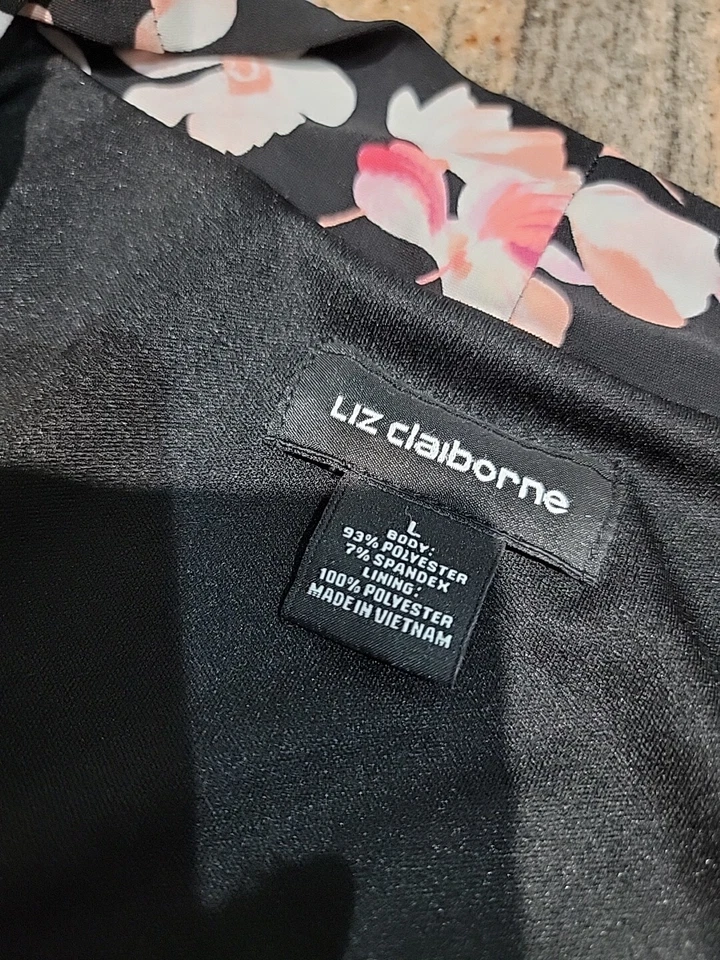 LIZ claiborne
L
BODY:
93% POLYESTER
7% SPANDEX
LINING:
100% POLYESTER
MADE IN VIETNAM